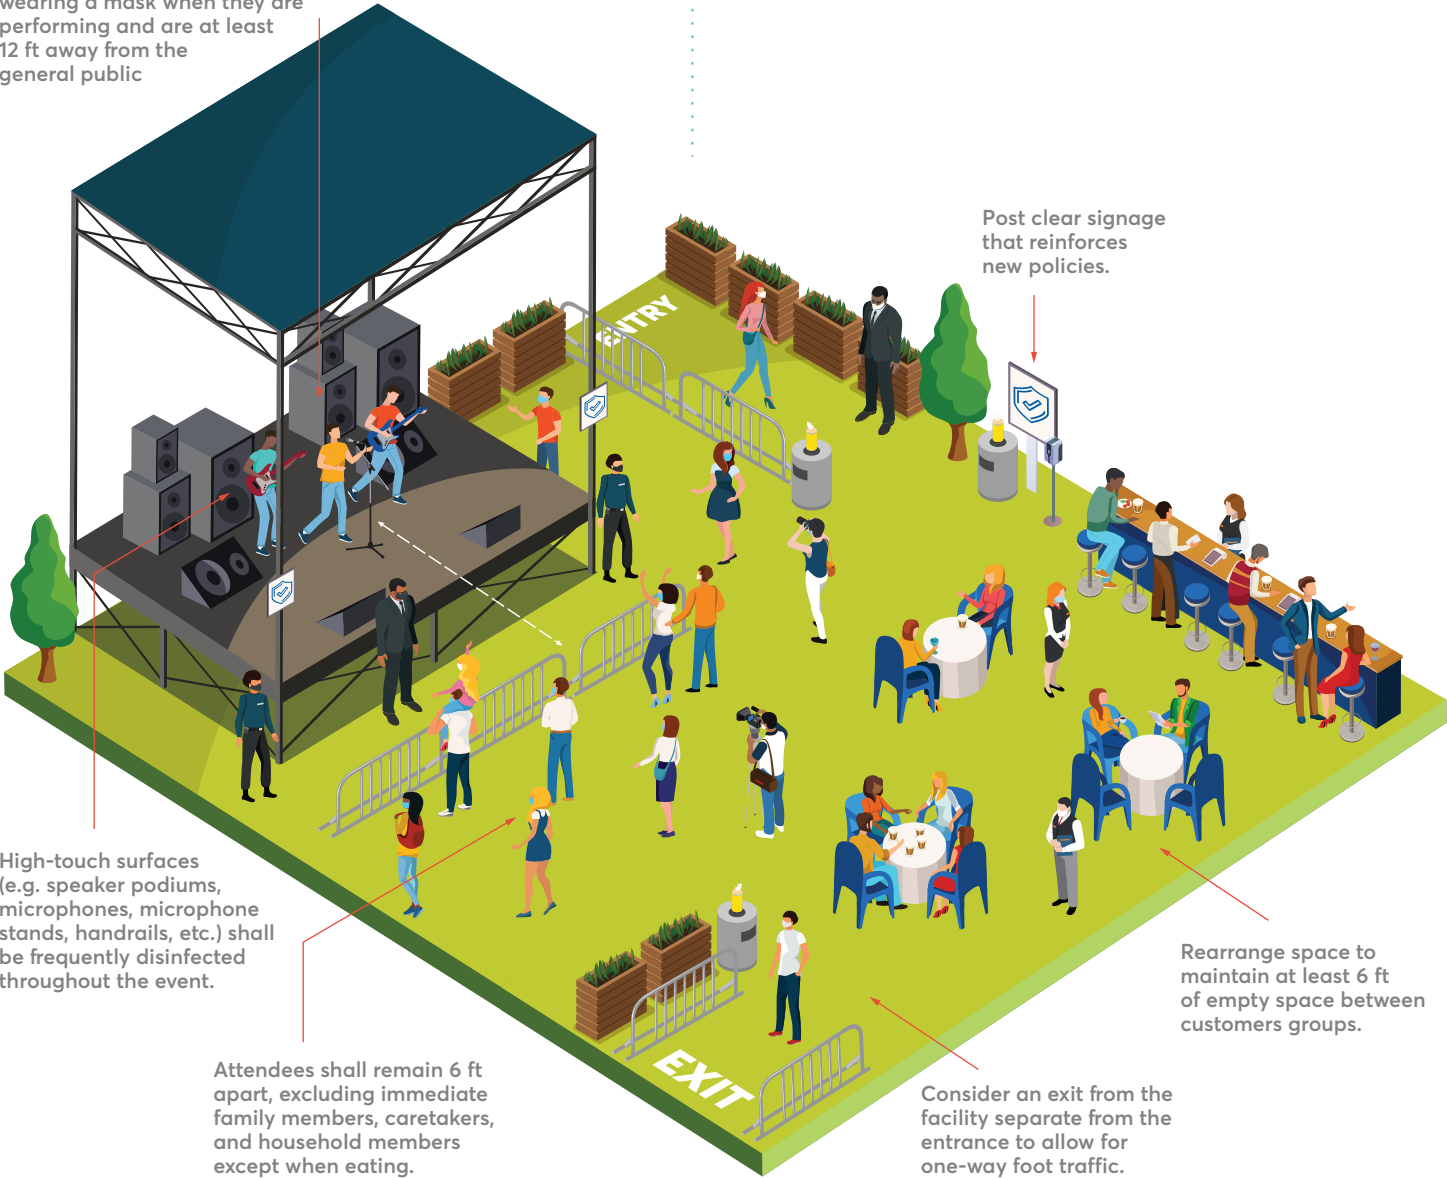 wearing a mask when they are
performing and are at least
12 ft away from the
general public
Post clear signage
that reinforces
new policies.
ENTRY
High-touch surfaces
(e.g. speaker podiums,
microphones, microphone
stands, handrails, etc.) shall
be frequently disinfected
throughout the event.
Attendees shall remain 6 ft
apart, excluding immediate
family members, caretakers,
and household members
except when eating.
EXIT
Rearrange space to
maintain at least 6 ft
of empty space between
customers groups.
Consider an exit from the
facility separate from the
entrance to allow for
one-way foot traffic.